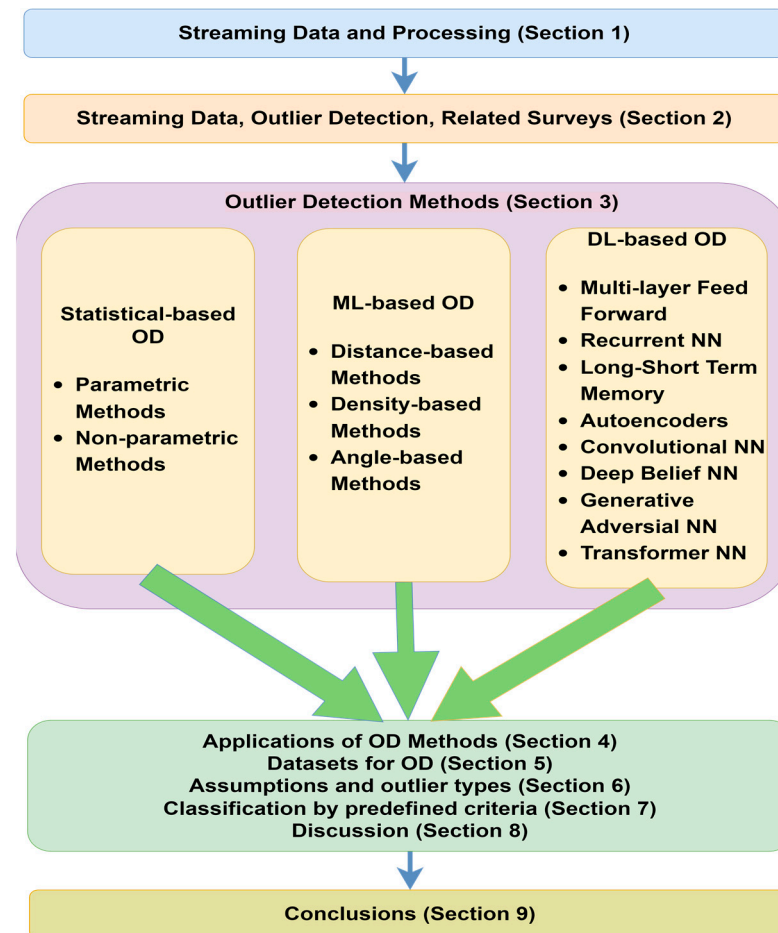 Streaming Data and Processing (Section 1)
Streaming Data, Outlier Detection, Related Surveys (Section 2)
Outlier Detection Methods (Section 3)
Statistical-based
OD
• Parametric
Methods
• Non-parametric
Methods
ML-based OD
• Distance-based
Methods
• Density-based
Methods
• Angle-based
Methods
DL-based OD
• Multi-layer Feed
Forward
• Recurrent NN
• Long-Short Term
Memory
• Autoencoders
• Convolutional NN
• Deep Belief NN
• Generative
Adversial NN
• Transformer NN
Applications of OD Methods (Section 4)
Datasets for OD (Section 5)
Assumptions and outlier types (Section 6)
Classification by predefined criteria (Section 7)
Discussion (Section 8)
Conclusions (Section 9)